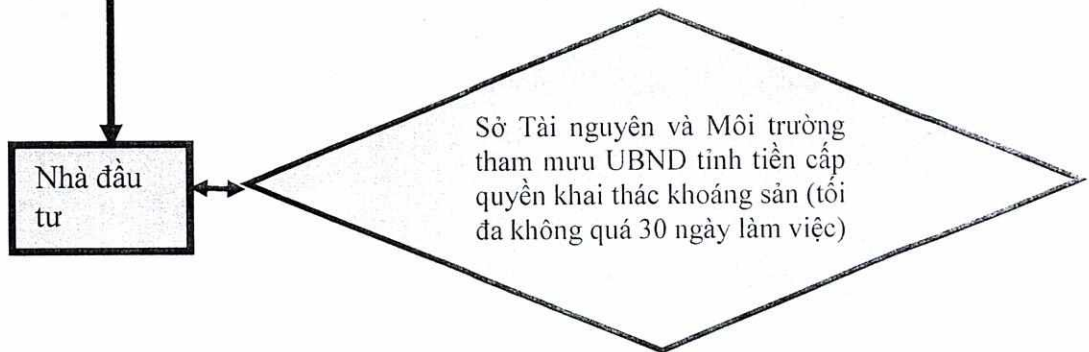 Nhà đầu
tư
Sở Tài nguyên và Môi trường
tham mưu UBND tỉnh tiền cấp
quyền khai thác khoáng sản (tối
đa không quá 30 ngày làm việc)